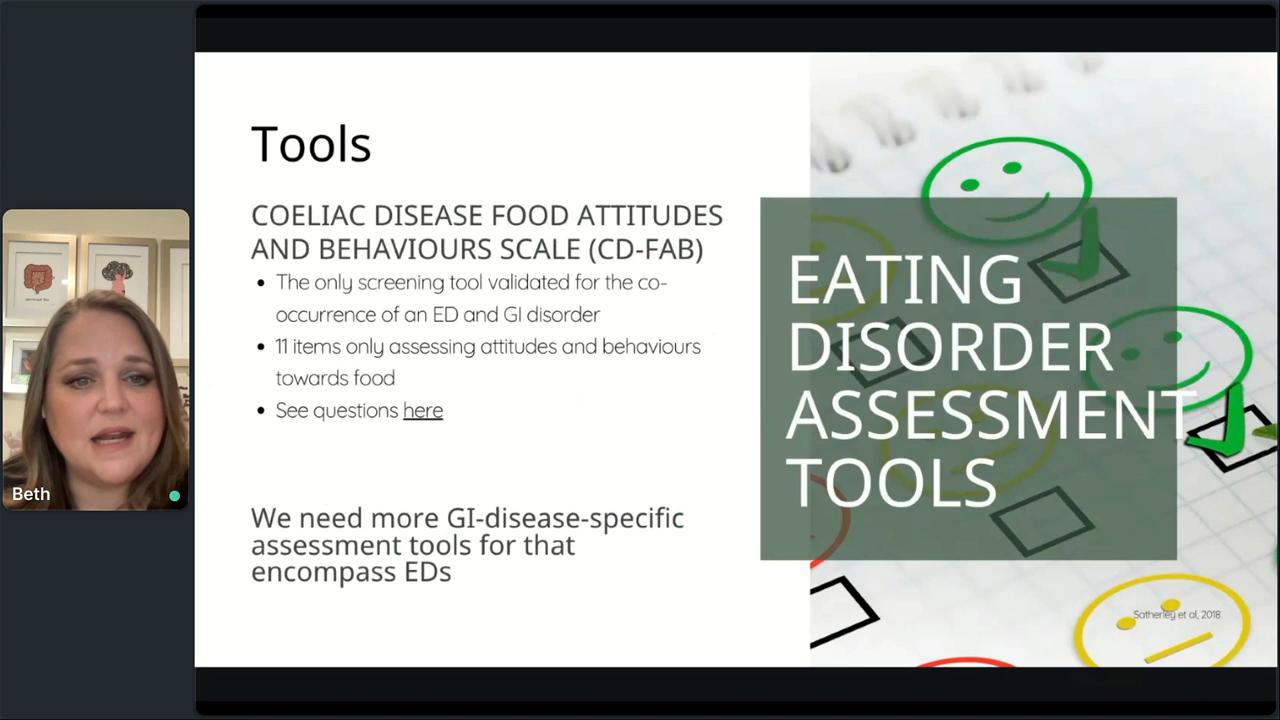 Tools
COELIAC DISEASE FOOD ATTITUDES
AND BEHAVIOURS SCALE (CD-FAB)
• The only screening tool validated for the co-
occurrence of an ED and GI disorder
• 11 items only assessing attitudes and behaviours
towards food
• See questions here
We need more GI-disease-specific
assessment tools for that
encompass EDs
EATING
DISORDER
ASSESSMENT
TOOLS
Satherley et al, 2018
Beth